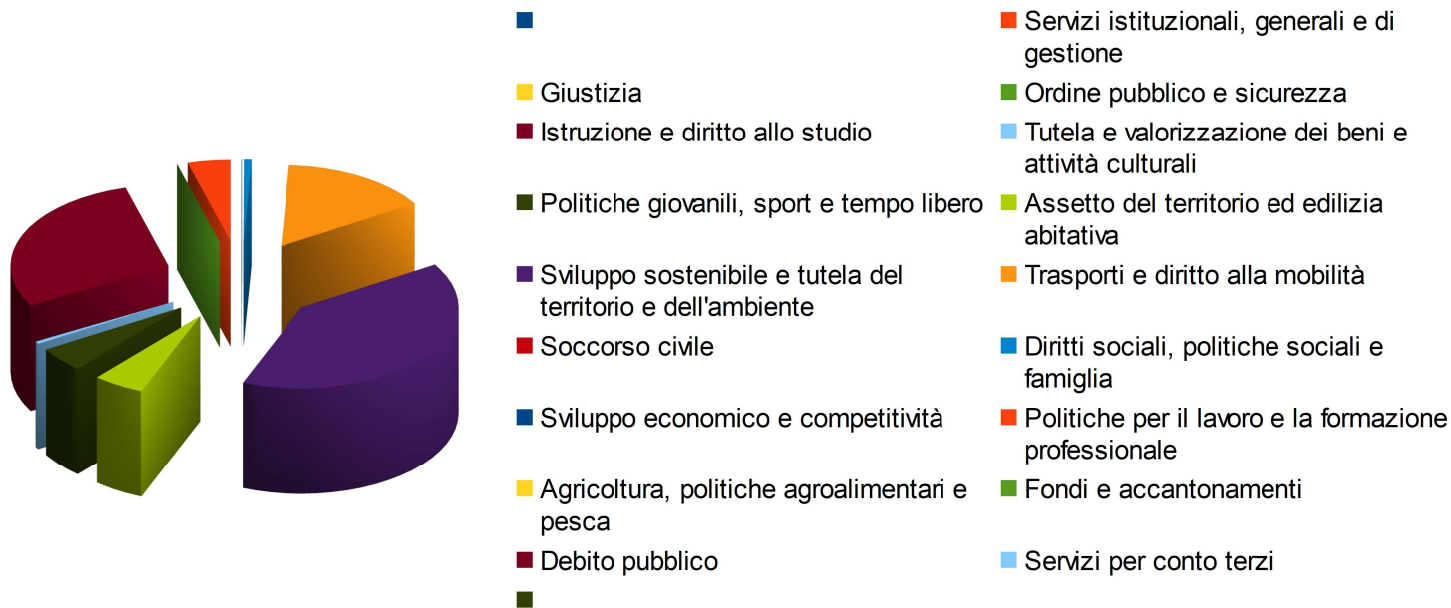 Servizi istituzionali, generali e di
gestione
Giustizia
Ordine pubblico e sicurezza
Istruzione e diritto allo studio
Tutela e valorizzazione dei beni e
attività culturali
Politiche giovanili, sport e tempo libero
Assetto del territorio ed edilizia
abitativa
Sviluppo sostenibile e tutela del
territorio e dell'ambiente
Trasporti e diritto alla mobilità
Soccorso civile
Diritti sociali, politiche sociali e
famiglia
Sviluppo economico e competitività
Politiche per il lavoro e la formazione
professionale
Agricoltura, politiche agroalimentari e
pesca
Fondi e accantonamenti
Debito pubblico
Servizi per conto terzi